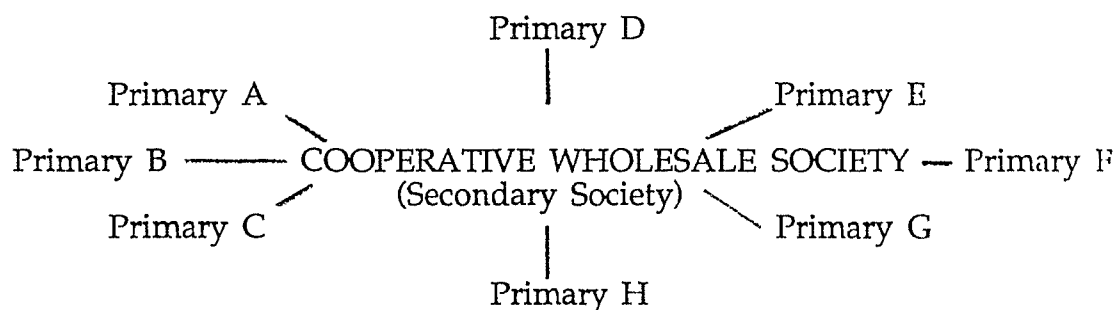 Primary D
Primary A Primary E
Primary B COOPERATIVE WHOLESALE SOCIETY Primary F
(Secondary Society)
Primary C Primary G
Primary H